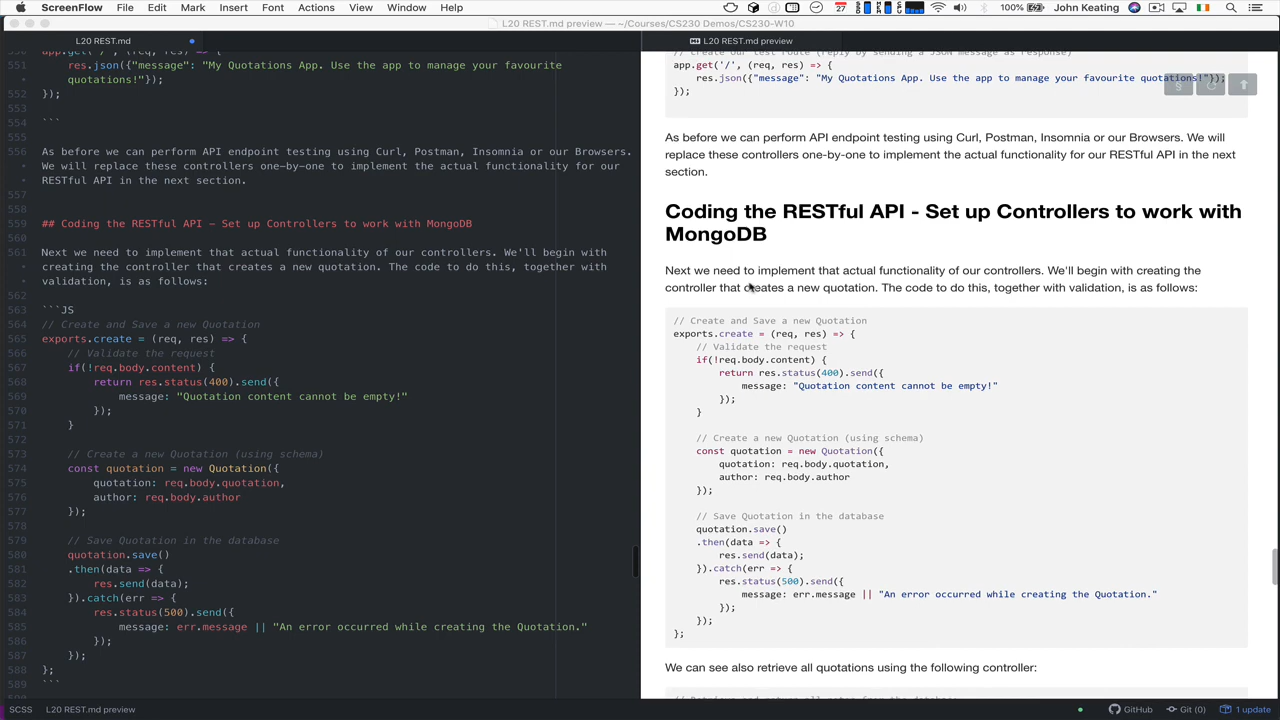 ScreenFlow File Edit Mark Insert Font Actions View Window Help 27 100% John Keating
L20 REST.md preview — ~/Courses/CS230 Demos/CS230-W10
L20 REST.md
L20 REST.md preview
app.get('/', (req, res) => {
551 res.json({"message": "My Quotations App. Use the app to manage your favourite
quotations!"});
552 });
553
554 ```
555
556 As before we can perform API endpoint testing using Curl, Postman, Insomnia or our Browsers.
We will replace these controllers one-by-one to implement the actual functionality for our
RESTful API in the next section.
557
558
559 ## Coding the RESTful API - Set up Controllers to work with MongoDB
560
561 Next we need to implement that actual functionality of our controllers. We'll begin with
creating the controller that creates a new quotation. The code to do this, together with
validation, is as follows:
562
563 ```JS
564 // Create and Save a new Quotation
565 exports.create = (req, res) => {
566 // Validate the request
567 if(!req.body.content) {
568 return res.status(400).send({
569 message: "Quotation content cannot be empty!"
570 });
571 }
572
573 // Create a new Quotation (using schema)
574 const quotation = new Quotation({
575 quotation: req.body.quotation,
576 author: req.body.author
577 });
578
579 // Save Quotation in the database
580 quotation.save()
581 .then(data => {
582 res.send(data);
583 }).catch(err => {
584 res.status(500).send({
585 message: err.message || "An error occurred while creating the Quotation."
586 });
587 });
588 };
589 ```
// Create our test route (reply by sending a JSON message as response)
app.get('/', (req, res) => {
res.json({"message": "My Quotations App. Use the app to manage your favourite quotations!"});
});
As before we can perform API endpoint testing using Curl, Postman, Insomnia or our Browsers. We will
replace these controllers one-by-one to implement the actual functionality for our RESTful API in the next
section.
Coding the RESTful API - Set up Controllers to work with
MongoDB
Next we need to implement that actual functionality of our controllers. We'll begin with creating the
controller that creates a new quotation. The code to do this, together with validation, is as follows:
// Create and Save a new Quotation
exports.create = (req, res) => {
// Validate the request
if(!req.body.content) {
return res.status(400).send({
message: "Quotation content cannot be empty!"
});
}
// Create a new Quotation (using schema)
const quotation = new Quotation({
quotation: req.body.quotation,
author: req.body.author
});
// Save Quotation in the database
quotation.save()
.then(data => {
res.send(data);
}).catch(err => {
res.status(500).send({
message: err.message || "An error occurred while creating the Quotation."
});
});
};
We can see also retrieve all quotations using the following controller:
SCSS L20 REST.md preview GitHub Git (0) 1 update